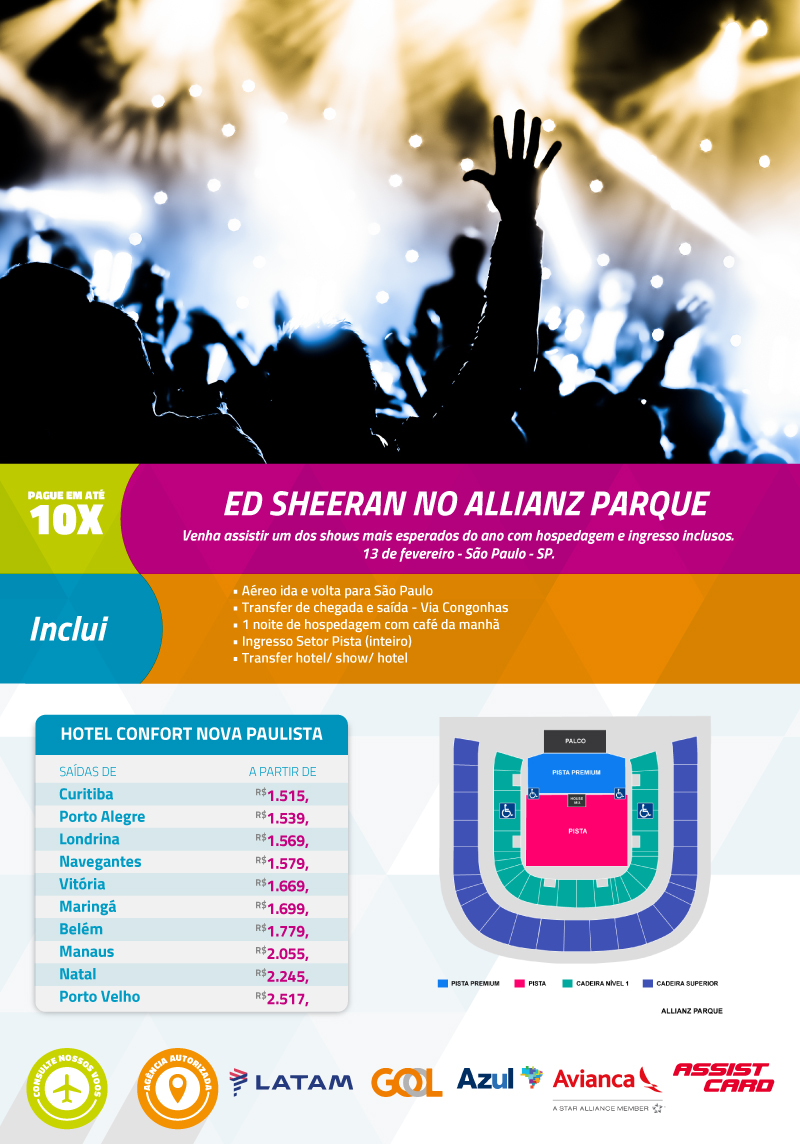 PAGUE EM ATÉ
10X
ED SHEERAN NO ALLIANZ PARQUE
Venha assistir um dos shows mais esperados do ano com hospedagem e ingresso inclusos.
13 de fevereiro - São Paulo - SP.
Inclui
• Aéreo ida e volta para São Paulo
• Transfer de chegada e saída - Via Congonhas
• 1 noite de hospedagem com café da manhã
• Ingresso Setor Pista (inteiro)
• Transfer hotel/ show/ hotel
HOTEL CONFORT NOVA PAULISTA
SAÍDAS DE A PARTIR DE
Curitiba R$1.515,
Porto Alegre R$1.539,
Londrina R$1.569,
Navegantes R$1.579,
Vitória R$1.669,
Maringá R$1.699,
Belém R$1.779,
Manaus R$2.055,
Natal R$2.245,
Porto Velho R$2.517,
PALCO
PISTA PREMIUM
HOUSE
MIX
PISTA
PISTA PREMIUM PISTA CADEIRA NÍVEL 1 CADEIRA SUPERIOR
ALLIANZ PARQUE
CONSULTE NOSSOS VOOS
AGÊNCIA AUTORIZADA
LATAM
GOL
Azul
Avianca
A STAR ALLIANCE MEMBER
ASSIST
CARD